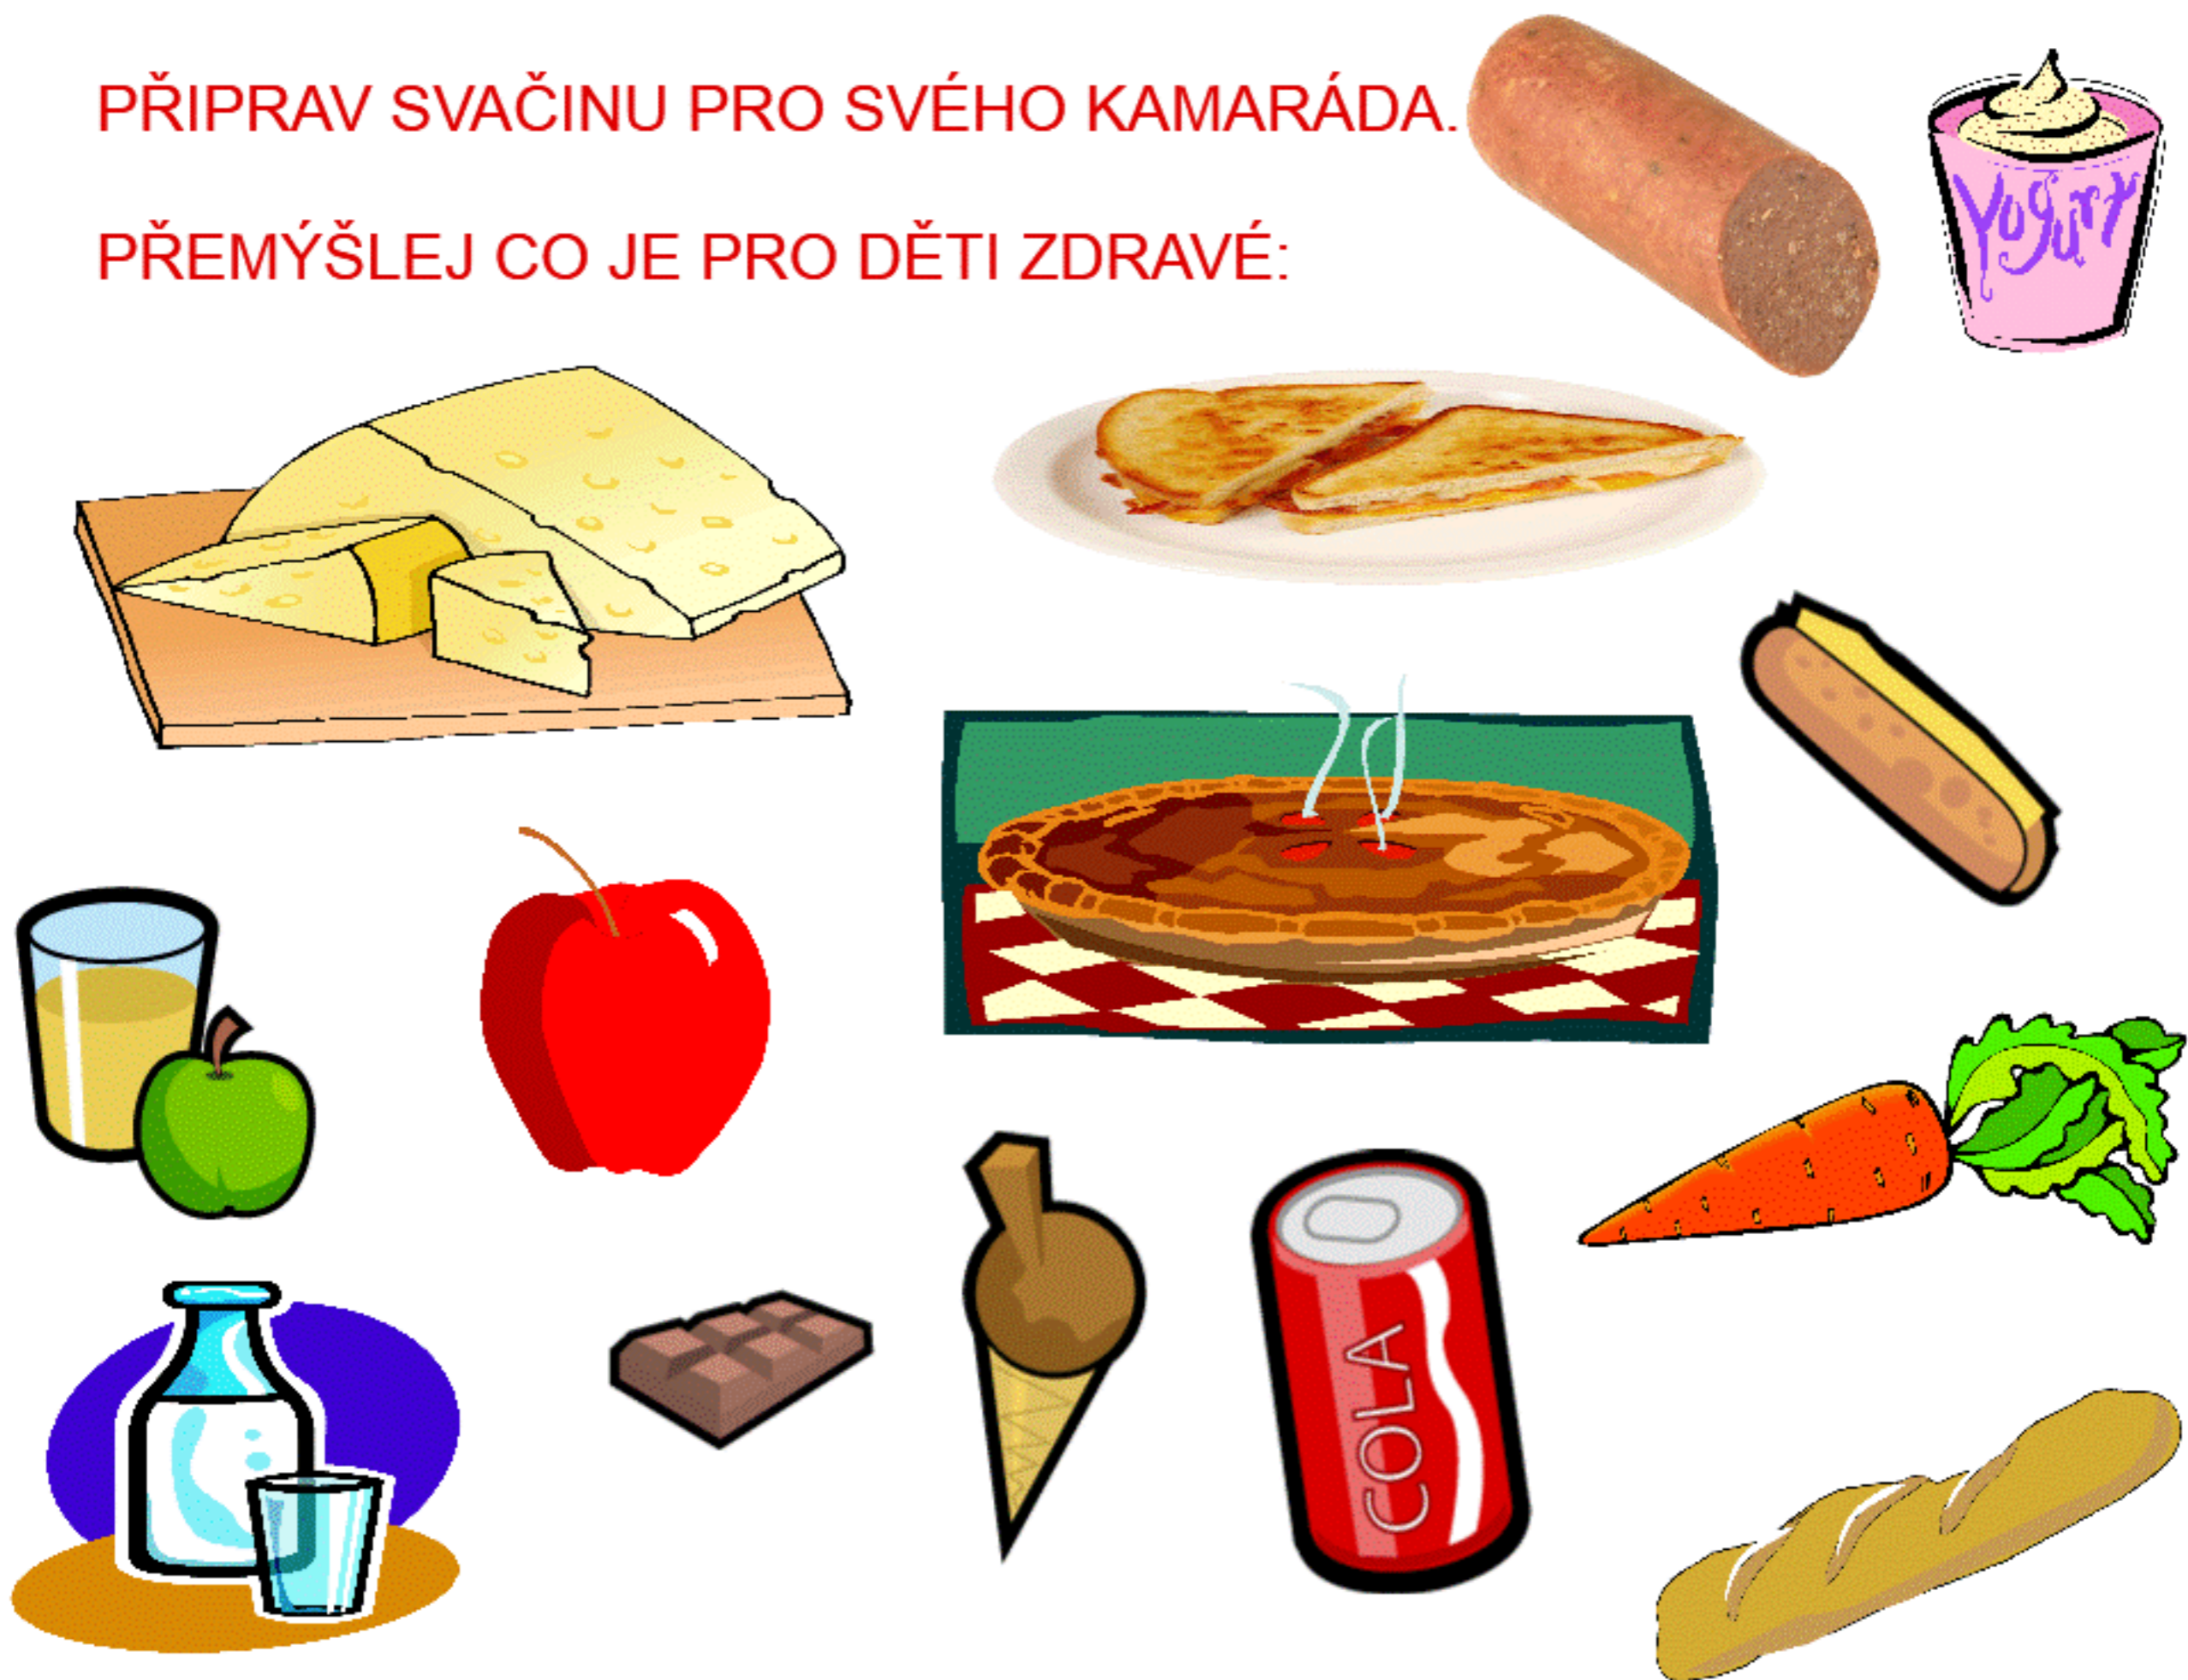 PŘIPRAV SVAČINU PRO SVÉHO KAMARÁDA.
PŘEMÝŠLEJ CO JE PRO DĚTI ZDRAVÉ:
Yogurt
COLA